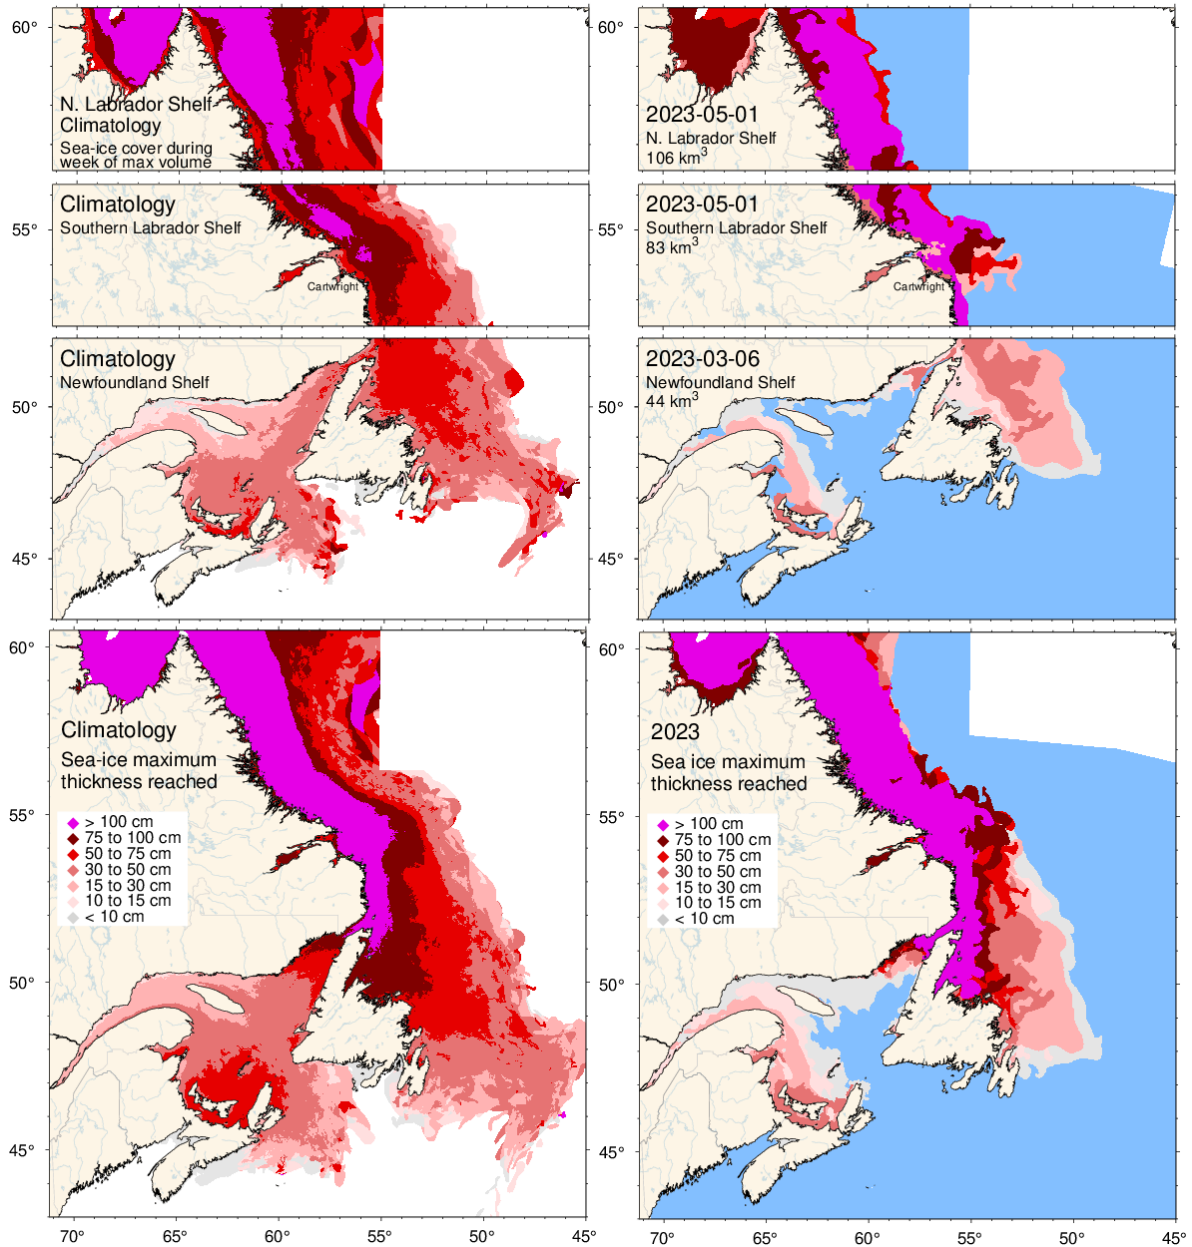 60°
N. Labrador Shelf
Climatology
Sea-ice cover during
week of max volume
2023-05-01
N. Labrador Shelf
106 km³
55°
Climatology
Southern Labrador Shelf
Cartwright
2023-05-01
Southern Labrador Shelf
83 km³
Cartwright
55°
50°
45°
Climatology
Newfoundland Shelf
2023-03-06
Newfoundland Shelf
44 km³
60°
50°
45°
60°
55°
50°
45°
Climatology
Sea-ice maximum
thickness reached
> 100 cm
75 to 100 cm
50 to 75 cm
30 to 50 cm
15 to 30 cm
10 to 15 cm
< 10 cm
70° 65° 60° 55° 50° 45°
60°
55°
50°
45°
2023
Sea ice maximum
thickness reached
> 100 cm
75 to 100 cm
50 to 75 cm
30 to 50 cm
15 to 30 cm
10 to 15 cm
< 10 cm
70° 65° 60° 55° 50° 45°